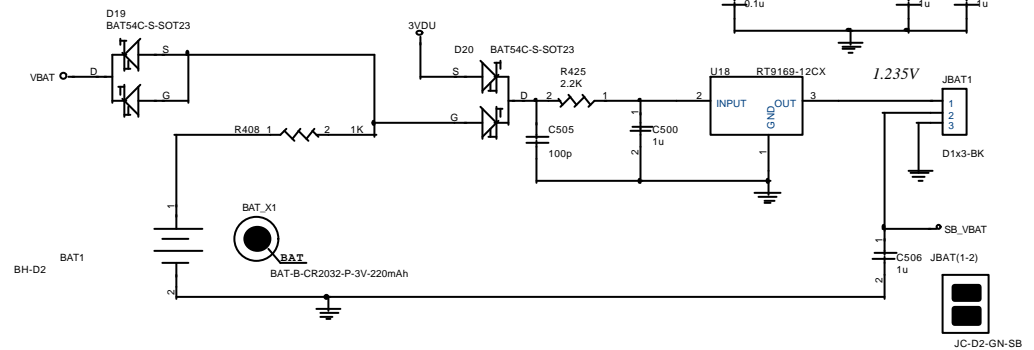 0.1u
1u
1u
D19
BAT54C-S-SOT23
3VDU
S
VBAT
D
G
D20
BAT54C-S-SOT23
S
G
D
R425
2.2K
2
1
U18
RT9169-12CX
1.235V
2
INPUT
OUT
GND
3
1
JBAT1
1
2
3
D1x3-BK
R408
1
2
1K
C505
100p
1
C500
1u
2
1
BAT_X1
BAT
BAT-B-CR2032-P-3V-220mAh
BAT1
BH-D2
2
SB_VBAT
1
C506
1u
2
JBAT(1-2)
JC-D2-GN-SB